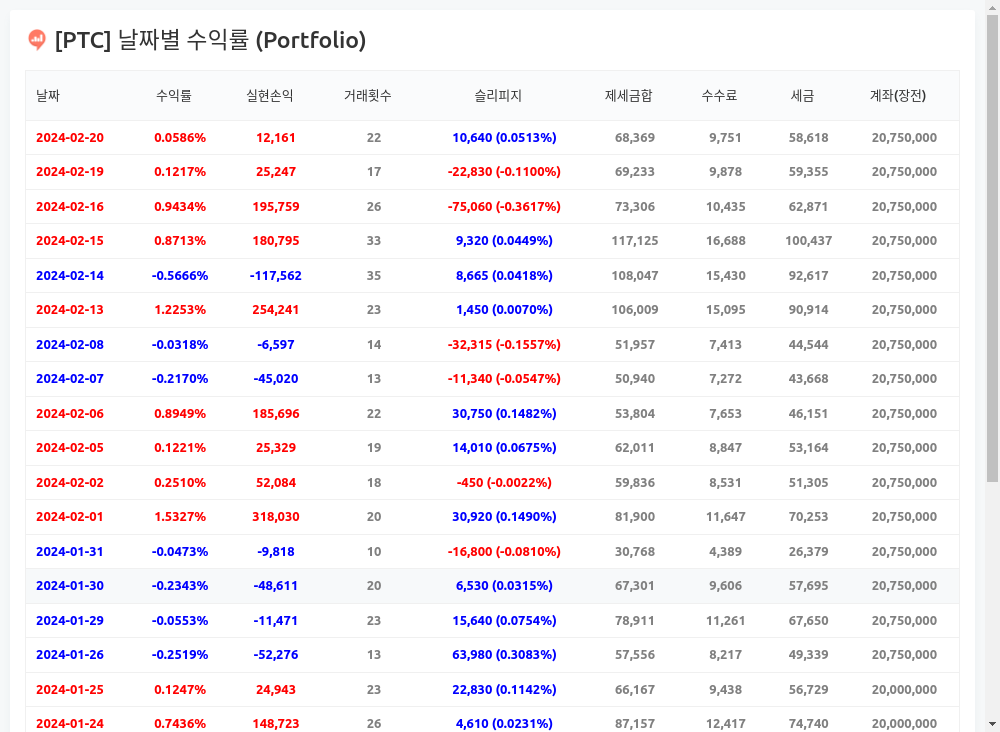 [PTC] 날짜별 수익률 (Portfolio)
날짜 수익률 실현손익 거래횟수 슬리피지 제세금합 수수료 세금 계좌(장전)
2024-02-20 0.0586% 12,161 22 10,640 (0.0513%) 68,369 9,751 58,618 20,750,000
2024-02-19 0.1217% 25,247 17 -22,830 (-0.1100%) 69,233 9,878 59,355 20,750,000
2024-02-16 0.9434% 195,759 26 -75,060 (-0.3617%) 73,306 10,435 62,871 20,750,000
2024-02-15 0.8713% 180,795 33 9,320 (0.0449%) 117,125 16,688 100,437 20,750,000
2024-02-14 -0.5666% -117,562 35 8,665 (0.0418%) 108,047 15,430 92,617 20,750,000
2024-02-13 1.2253% 254,241 23 1,450 (0.0070%) 106,009 15,095 90,914 20,750,000
2024-02-08 -0.0318% -6,597 14 -32,315 (-0.1557%) 51,957 7,413 44,544 20,750,000
2024-02-07 -0.2170% -45,020 13 -11,340 (-0.0547%) 50,940 7,272 43,668 20,750,000
2024-02-06 0.8949% 185,696 22 30,750 (0.1482%) 53,804 7,653 46,151 20,750,000
2024-02-05 0.1221% 25,329 19 14,010 (0.0675%) 62,011 8,847 53,164 20,750,000
2024-02-02 0.2510% 52,084 18 -450 (-0.0022%) 59,836 8,531 51,305 20,750,000
2024-02-01 1.5327% 318,030 20 30,920 (0.1490%) 81,900 11,647 70,253 20,750,000
2024-01-31 -0.0473% -9,818 10 -16,800 (-0.0810%) 30,768 4,389 26,379 20,750,000
2024-01-30 -0.2343% -48,611 20 6,530 (0.0315%) 67,301 9,606 57,695 20,750,000
2024-01-29 -0.0553% -11,471 23 15,640 (0.0754%) 78,911 11,261 67,650 20,750,000
2024-01-26 -0.2519% -52,276 13 63,980 (0.3083%) 57,556 8,217 49,339 20,750,000
2024-01-25 0.1247% 24,943 23 22,830 (0.1142%) 66,167 9,438 56,729 20,000,000
2024-01-24 0.7436% 148,723 26 4,610 (0.0231%) 87,157 12,417 74,740 20,000,000